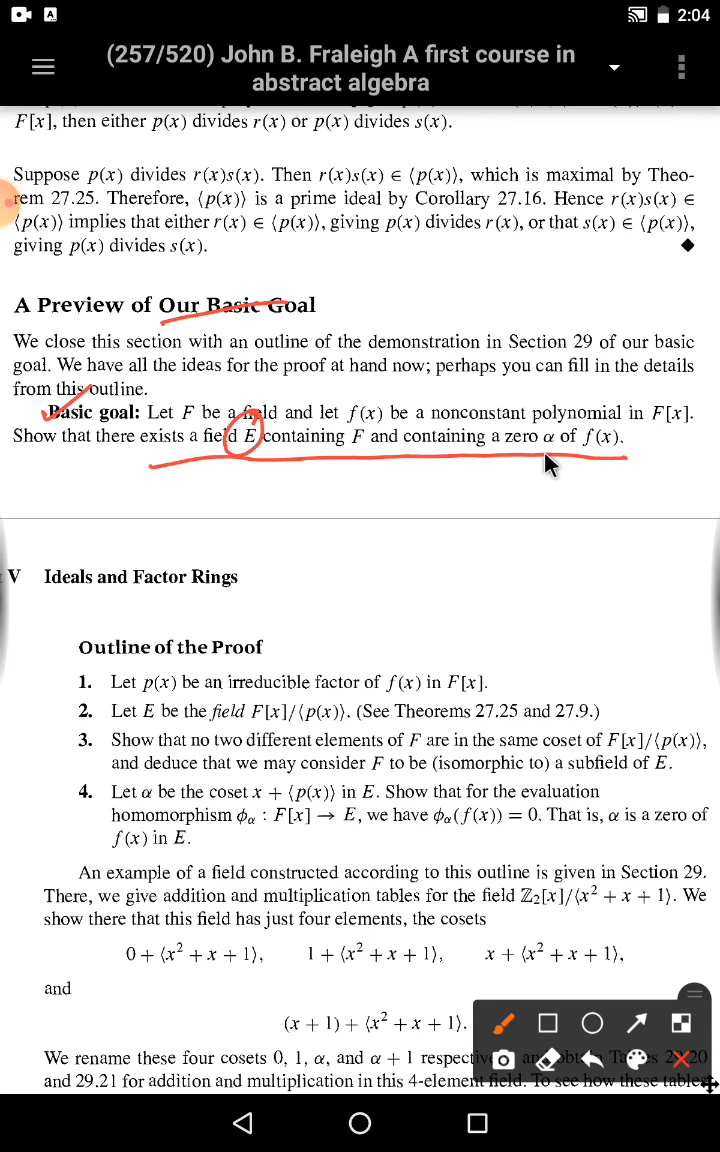 A
2:04
(257/520) John B. Fraleigh A first course in
abstract algebra
F[x], then either p(x) divides r(x) or p(x) divides s(x).
Suppose p(x) divides r(x)s(x). Then r(x)s(x) ∈ ⟨p(x)⟩, which is maximal by Theo-
rem 27.25. Therefore, ⟨p(x)⟩ is a prime ideal by Corollary 27.16. Hence r(x)s(x) ∈
⟨p(x)⟩ implies that either r(x) ∈ ⟨p(x)⟩, giving p(x) divides r(x), or that s(x) ∈ ⟨p(x)⟩,
giving p(x) divides s(x). ◆
A Preview of Our Basic Goal
We close this section with an outline of the demonstration in Section 29 of our basic
goal. We have all the ideas for the proof at hand now; perhaps you can fill in the details
from this outline.
Basic goal: Let F be a field and let f(x) be a nonconstant polynomial in F[x].
Show that there exists a field E containing F and containing a zero α of f(x).
V Ideals and Factor Rings
Outline of the Proof
1. Let p(x) be an irreducible factor of f(x) in F[x].
2. Let E be the field F[x]/⟨p(x)⟩. (See Theorems 27.25 and 27.9.)
3. Show that no two different elements of F are in the same coset of F[x]/⟨p(x)⟩,
and deduce that we may consider F to be (isomorphic to) a subfield of E.
4. Let α be the coset x + ⟨p(x)⟩ in E. Show that for the evaluation
homomorphism ϕα : F[x] → E, we have ϕα(f(x)) = 0. That is, α is a zero of
f(x) in E.
An example of a field constructed according to this outline is given in Section 29.
There, we give addition and multiplication tables for the field ℤ₂[x]/⟨x² + x + 1⟩. We
show there that this field has just four elements, the cosets
0 + ⟨x² + x + 1⟩, 1 + ⟨x² + x + 1⟩, x + ⟨x² + x + 1⟩,
and
(x + 1) + ⟨x² + x + 1⟩.
We rename these four cosets 0, 1, α, and α + 1 20
and 29.21 for addition and multiplication in this 4-element field. To see how these